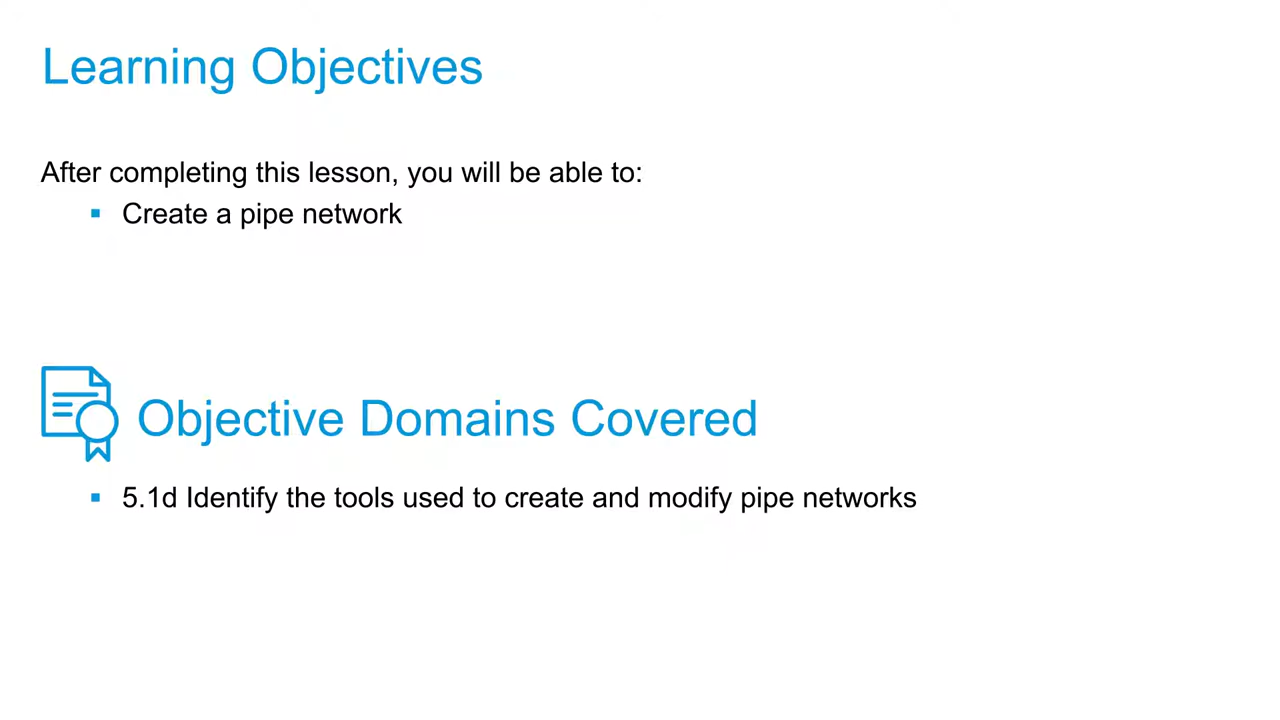 Learning Objectives
After completing this lesson, you will be able to:
▪ Create a pipe network
Objective Domains Covered
▪ 5.1d Identify the tools used to create and modify pipe networks